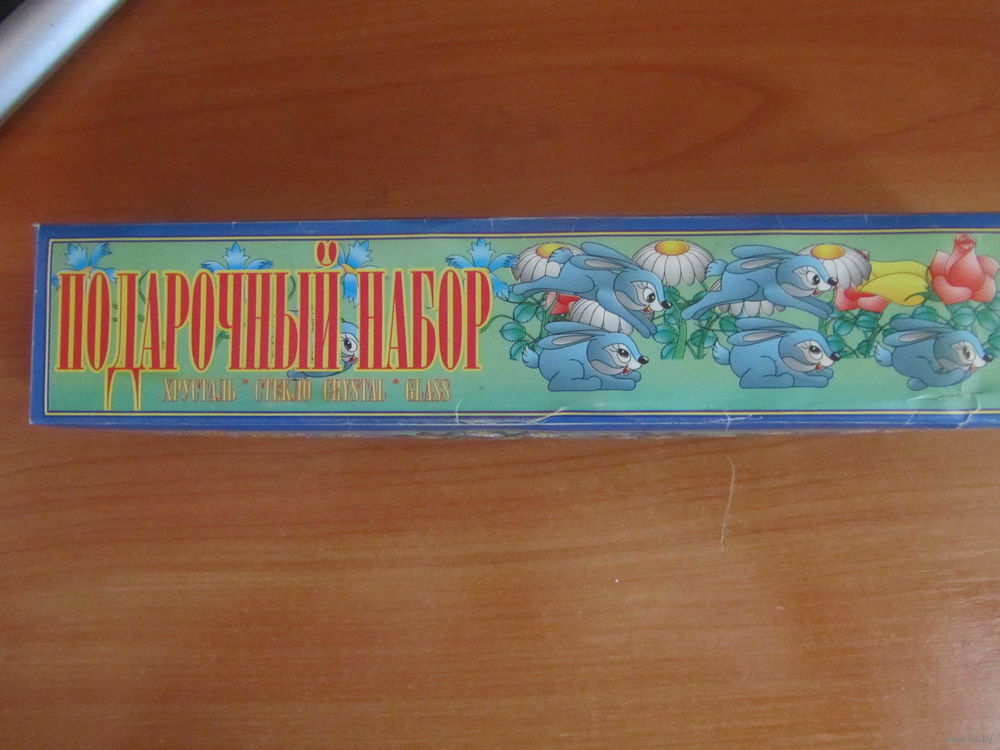 ПОДАРОЧНЫЙ НАБОР
ХРУСТАЛЬ * СТЕКЛО CRYSTAL * GLASS